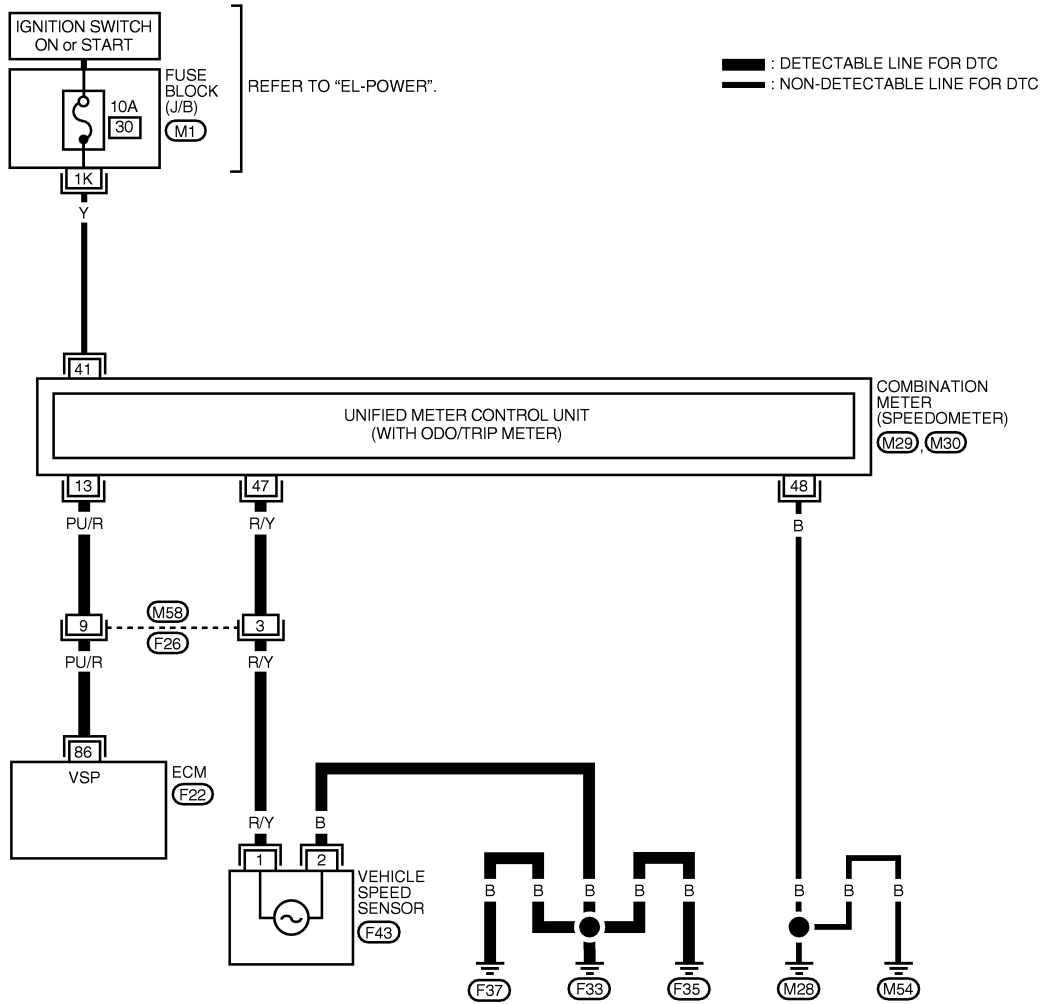 IGNITION SWITCH
ON or START
FUSE
BLOCK
(J/B)
M1
10A
30
REFER TO “EL-POWER”.
: DETECTABLE LINE FOR DTC
: NON-DETECTABLE LINE FOR DTC
1K
Y
41
UNIFIED METER CONTROL UNIT
(WITH ODO/TRIP METER)
COMBINATION
METER
(SPEEDOMETER)
M29 , M30
13
47
48
PU/R
R/Y
B
9
M58
F26
3
PU/R
R/Y
86
VSP
ECM
F22
R/Y
B
1
2
VEHICLE
SPEED
SENSOR
F43
B
B
B
B
B
B
B
B
F37
F33
F35
M28
M54